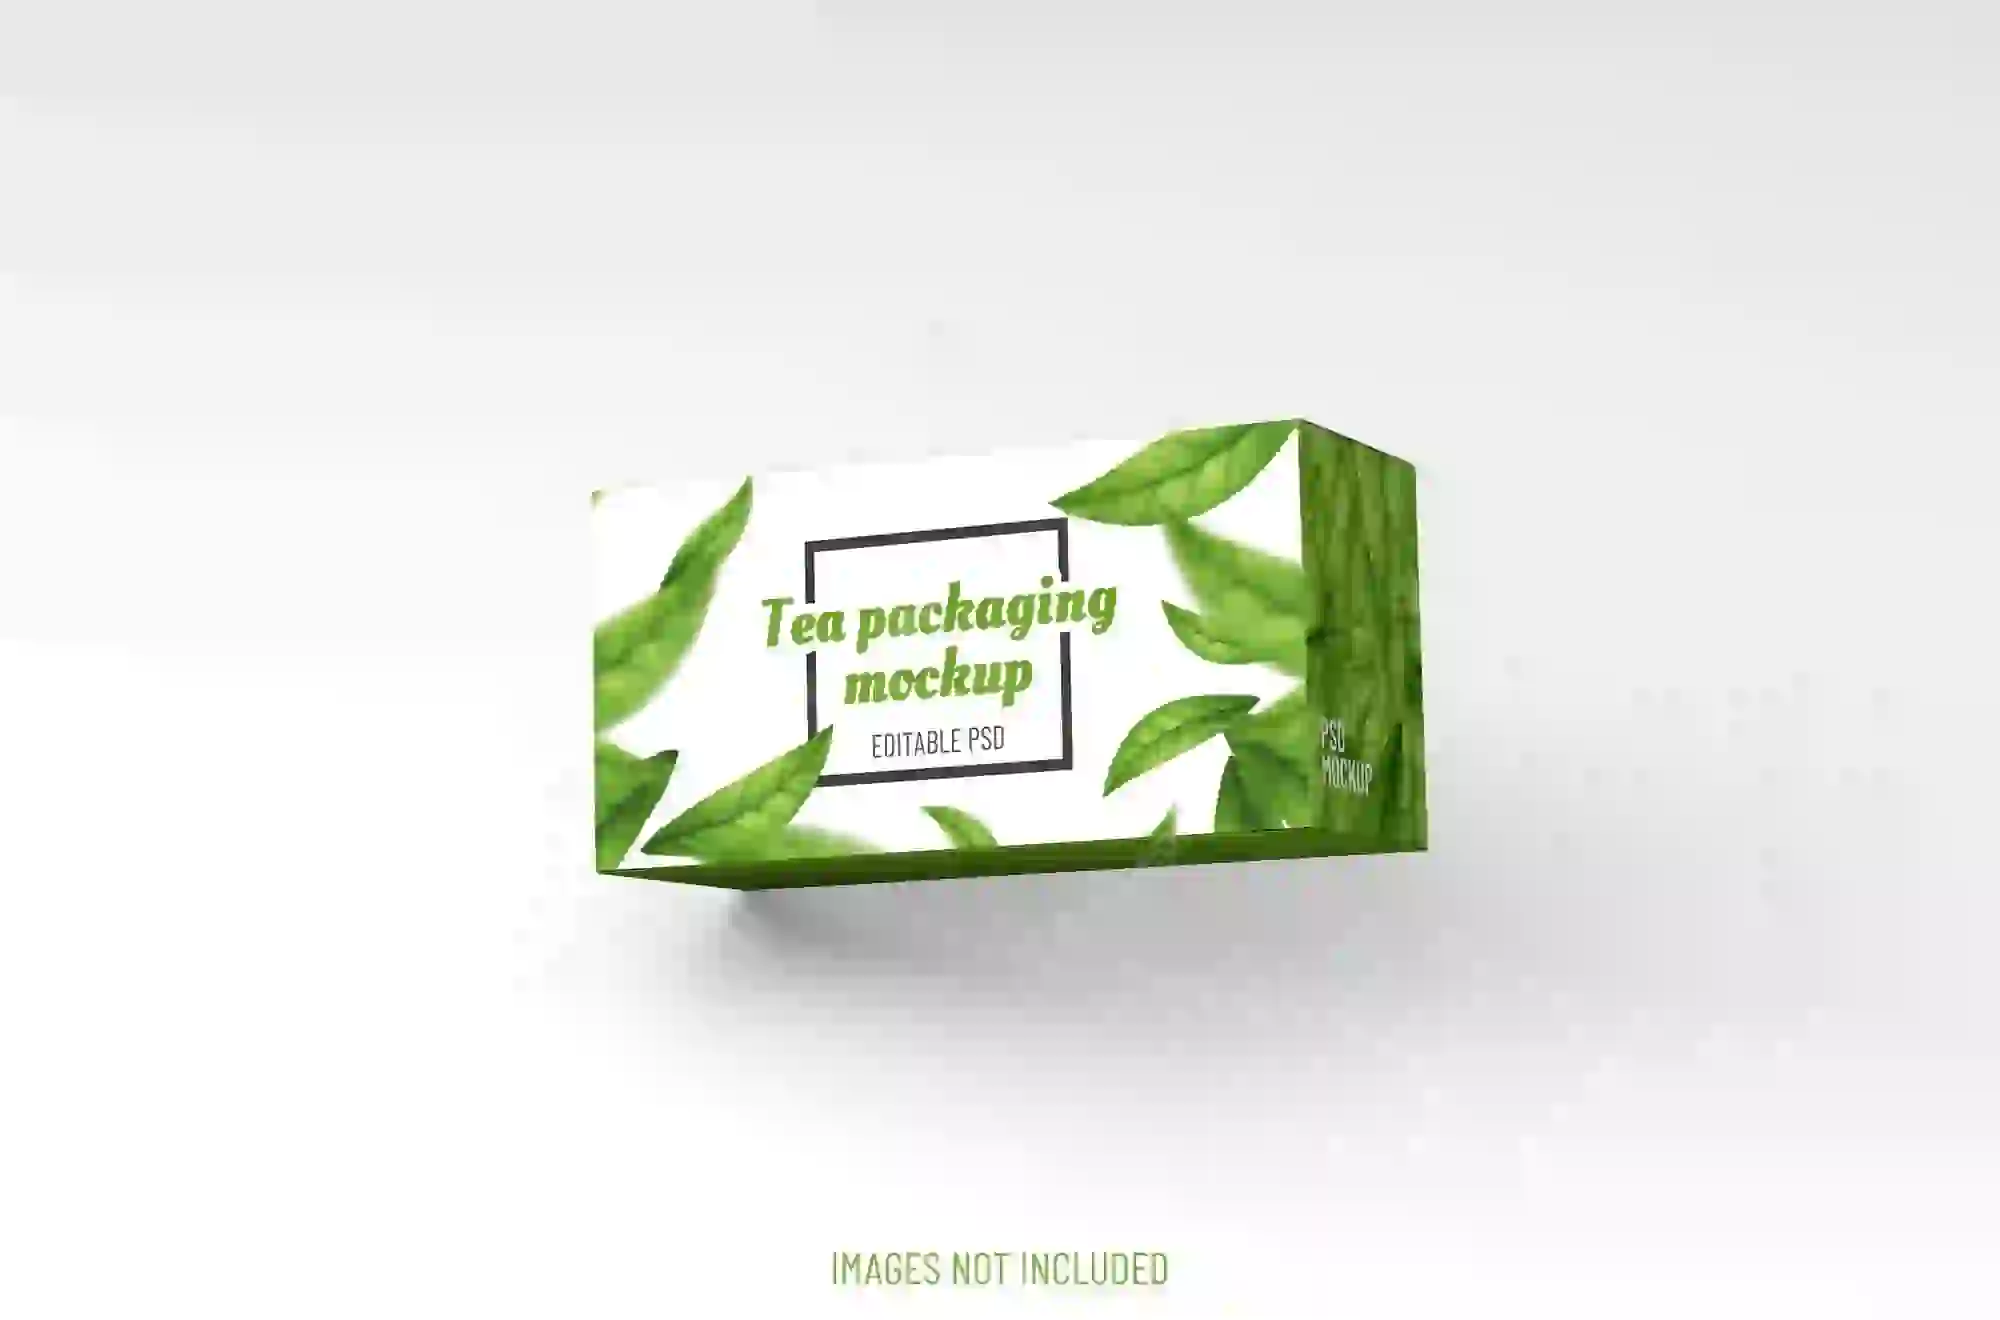 Tea packaging
mockup
EDITABLE PSD
PSD
MOCKUP
IMAGES NOT INCLUDED